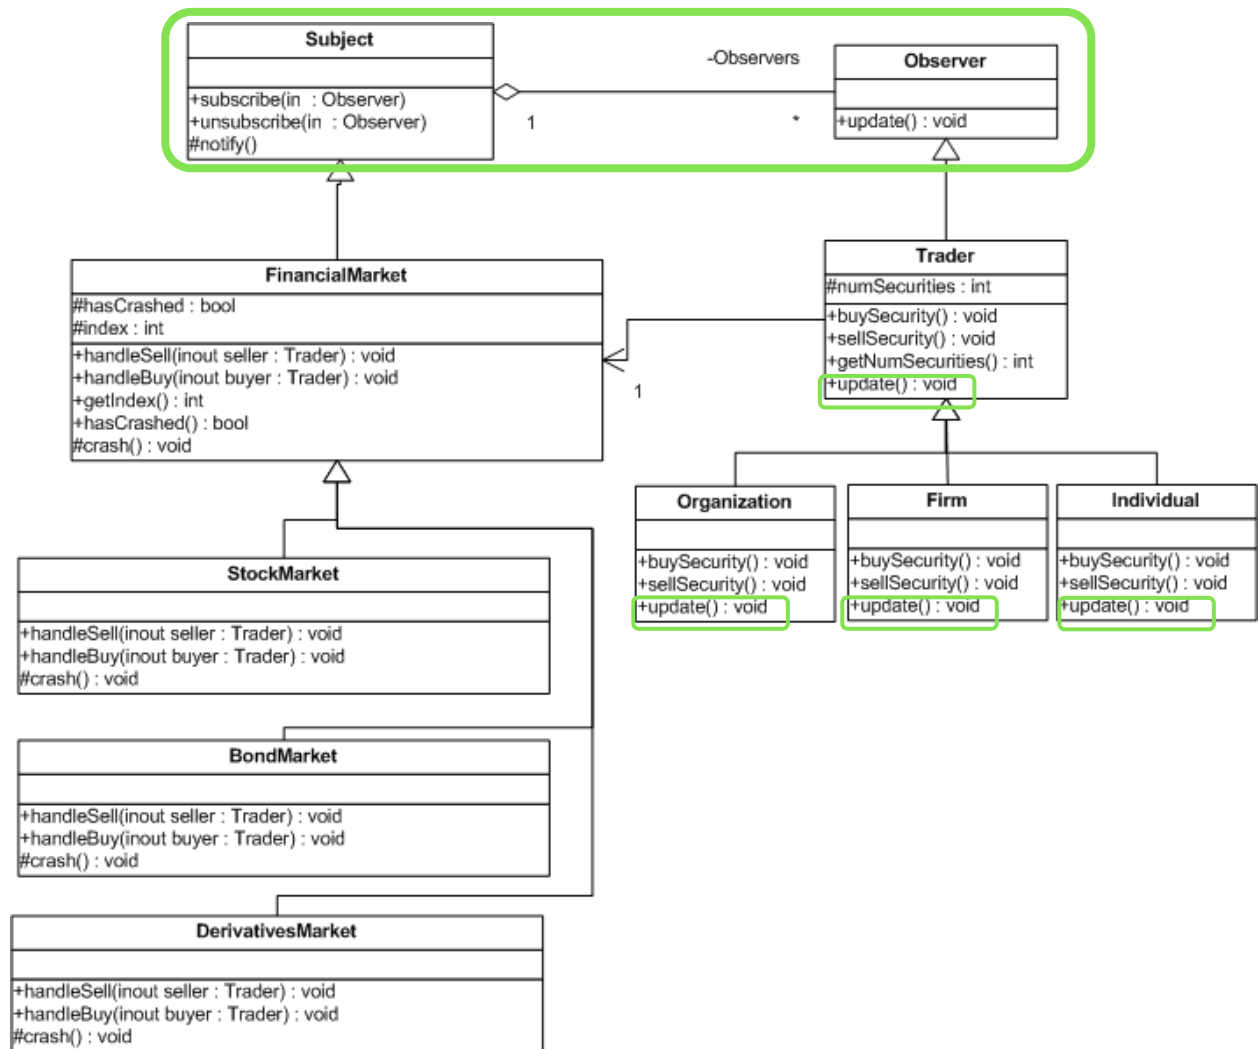 Subject
+subscribe(in  : Observer)
+unsubscribe(in  : Observer)
#notify()
-Observers
1
*
Observer
+update() : void
FinancialMarket
#hasCrashed : bool
#index : int
+handleSell(inout seller : Trader) : void
+handleBuy(inout buyer : Trader) : void
+getIndex() : int
+hasCrashed() : bool
#crash() : void
1
Trader
#numSecurities : int
+buySecurity() : void
+sellSecurity() : void
+getNumSecurities() : int
+update() : void
Organization
+buySecurity() : void
+sellSecurity() : void
+update() : void
Firm
+buySecurity() : void
+sellSecurity() : void
+update() : void
Individual
+buySecurity() : void
+sellSecurity() : void
+update() : void
StockMarket
+handleSell(inout seller : Trader) : void
+handleBuy(inout buyer : Trader) : void
#crash() : void
BondMarket
+handleSell(inout seller : Trader) : void
+handleBuy(inout buyer : Trader) : void
#crash() : void
DerivativesMarket
+handleSell(inout seller : Trader) : void
+handleBuy(inout buyer : Trader) : void
#crash() : void